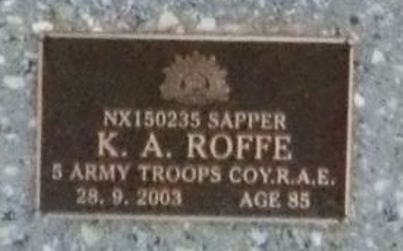 NX150235 SAPPER
K. A. ROFFE
5 ARMY TROOPS COY.R.A.E.
28. 9. 2003 AGE 85